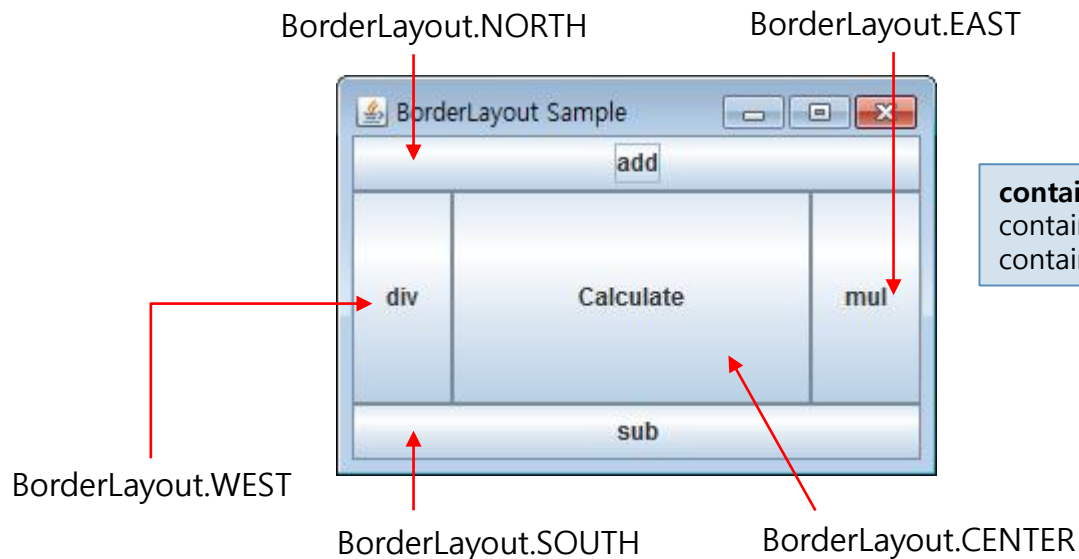 BorderLayout.NORTH
BorderLayout.EAST
BorderLayout Sample
add
div
Calculate
mul
sub
BorderLayout.WEST
BorderLayout.SOUTH
BorderLayout.CENTER